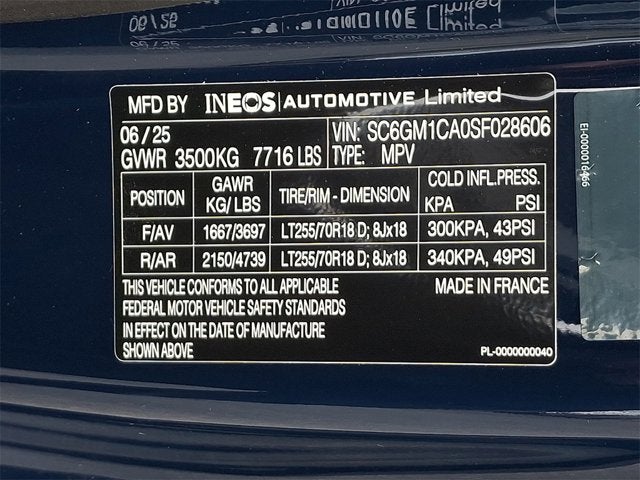 MFD BY INEOS | AUTOMOTIVE Limited
06 / 25 VIN: SC6GM1CA0SF028606
GVWR 3500KG 7716 LBS TYPE: MPV
POSITION GAWR KG/ LBS TIRE/RIM - DIMENSION COLD INFL.PRESS. KPA PSI
F/AV 1667/3697 LT255/70R18 D; 8Jx18 300KPA, 43PSI
R/AR 2150/4739 LT255/70R18 D; 8Jx18 340KPA, 49PSI
THIS VEHICLE CONFORMS TO ALL APPLICABLE MADE IN FRANCE
FEDERAL MOTOR VEHICLE SAFETY STANDARDS
IN EFFECT ON THE DATE OF MANUFACTURE
SHOWN ABOVE PL-0000000040
EI-0000016466